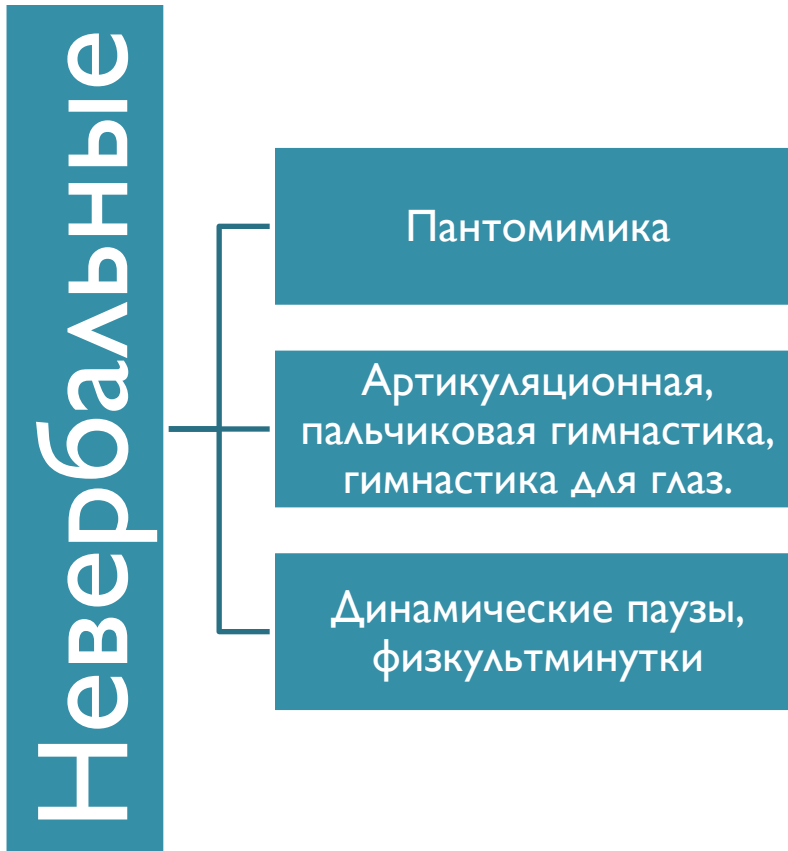 Невербальные
Пантомимика
Артикуляционная,
пальчиковая гимнастика,
гимнастика для глаз.
Динамические паузы,
физкультминутки